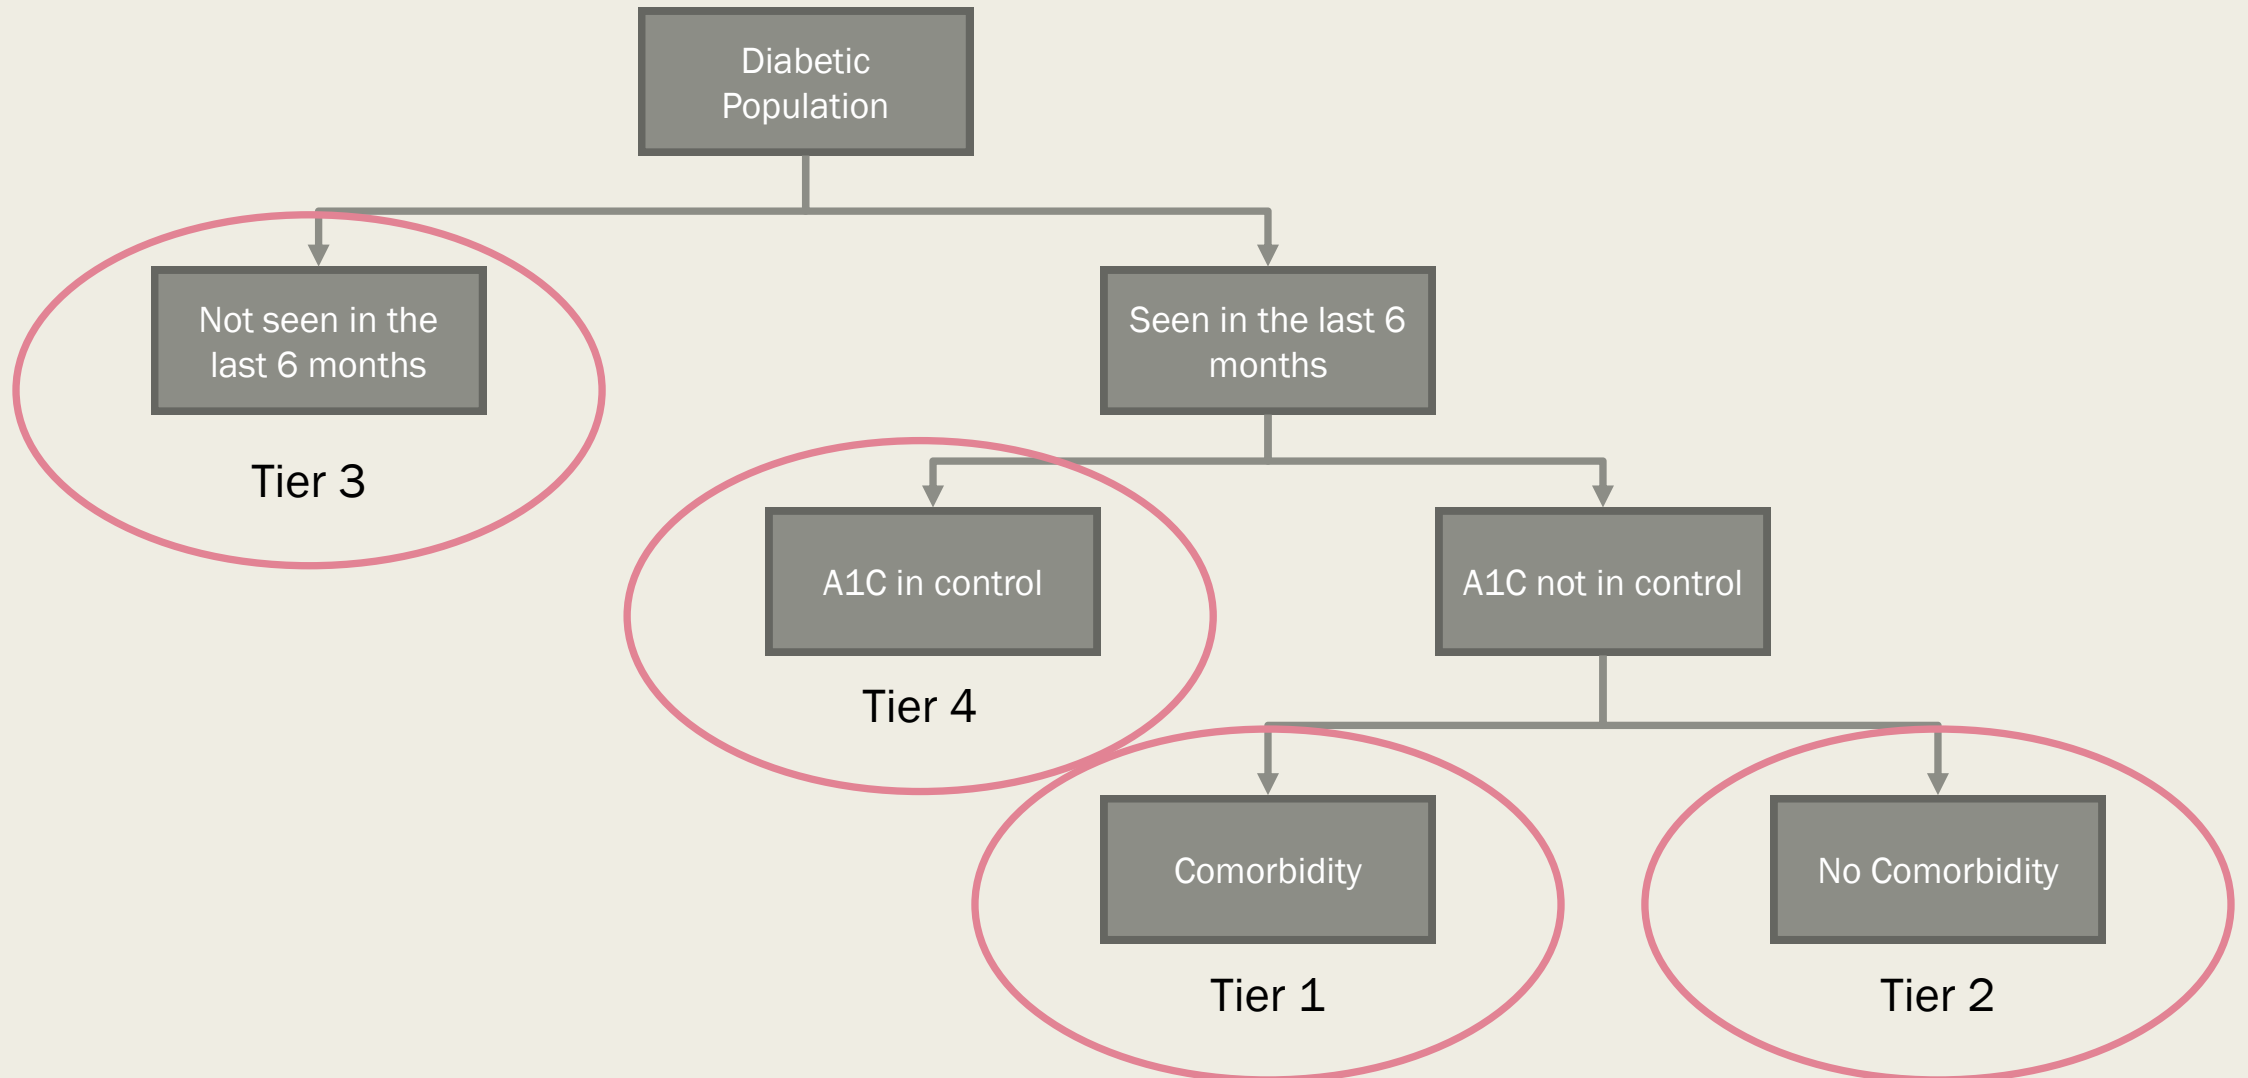 Diabetic
Population
Not seen in the
last 6 months
Seen in the last 6
months
Tier 3
A1C in control
A1C not in control
Tier 4
Comorbidity
No Comorbidity
Tier 1
Tier 2